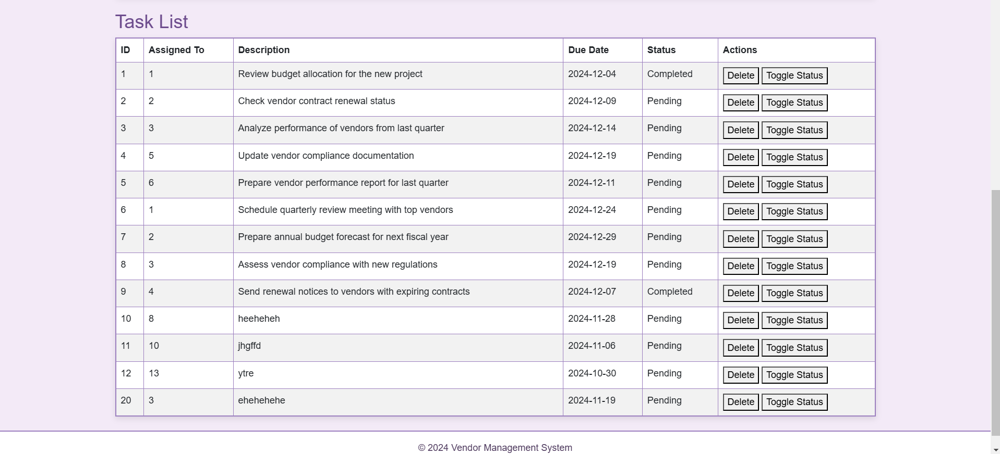 Task List
ID Assigned To Description Due Date Status Actions
1 1 Review budget allocation for the new project 2024-12-04 Completed Delete Toggle Status
2 2 Check vendor contract renewal status 2024-12-09 Pending Delete Toggle Status
3 3 Analyze performance of vendors from last quarter 2024-12-14 Pending Delete Toggle Status
4 5 Update vendor compliance documentation 2024-12-19 Pending Delete Toggle Status
5 6 Prepare vendor performance report for last quarter 2024-12-11 Pending Delete Toggle Status
6 1 Schedule quarterly review meeting with top vendors 2024-12-24 Pending Delete Toggle Status
7 2 Prepare annual budget forecast for next fiscal year 2024-12-29 Pending Delete Toggle Status
8 3 Assess vendor compliance with new regulations 2024-12-19 Pending Delete Toggle Status
9 4 Send renewal notices to vendors with expiring contracts 2024-12-07 Completed Delete Toggle Status
10 8 heeheheh 2024-11-28 Pending Delete Toggle Status
11 10 jhgffd 2024-11-06 Pending Delete Toggle Status
12 13 ytre 2024-10-30 Pending Delete Toggle Status
20 3 ehehehehe 2024-11-19 Pending Delete Toggle Status
© 2024 Vendor Management System